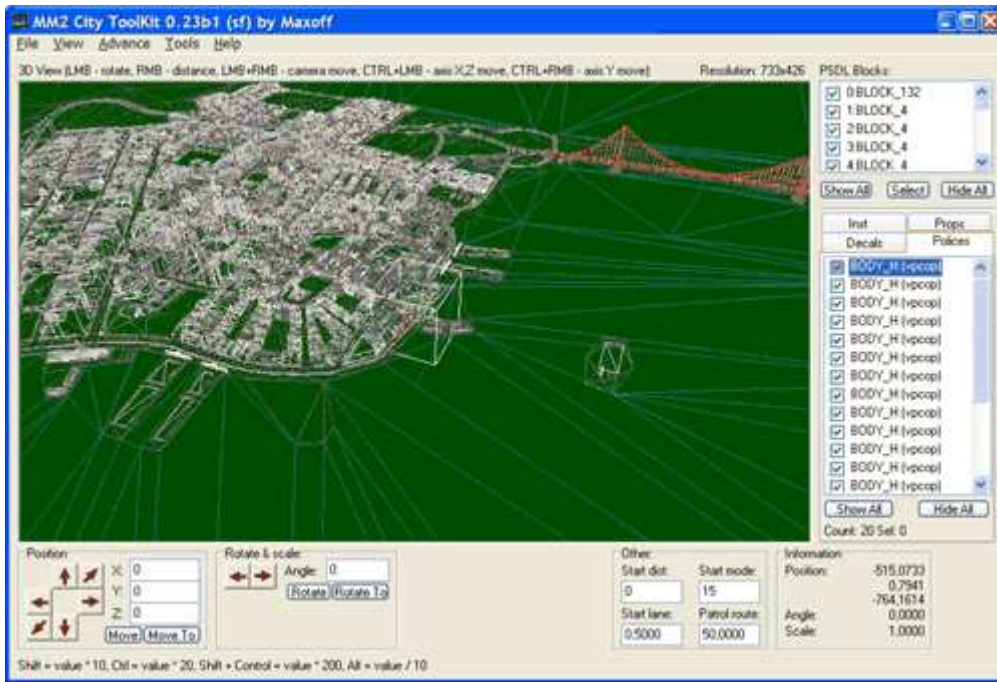 MM2 City ToolKit 0.23b1 (sf) by Maxoff
File View Advance Tools Help
3D View (LMB - rotate, RMB - distance, LMB+RMB - camera move, CTRL+LMB - axis X,Z move, CTRL+RMB - axis Y move) Resolution: 733x426 PSDL Blocks:
0 BLOCK_132
1 BLOCK_4
2 BLOCK_4
3 BLOCK_4
4 BLOCK_4
Show All Select Hide All
Inst Props
Decals Polices
BODY_H (vpcop)
BODY_H (vpcop)
BODY_H (vpcop)
BODY_H (vpcop)
BODY_H (vpcop)
BODY_H (vpcop)
BODY_H (vpcop)
BODY_H (vpcop)
BODY_H (vpcop)
BODY_H (vpcop)
BODY_H (vpcop)
BODY_H (vpcop)
BODY_H (vpcop)
Show All Hide All
Count: 20 Sel: 0
Position
X: 0
Y: 0
Z: 0
Move Move To
Rotate & scale:
Angle: 0
Rotate Rotate To
Other:
Start dist: Start mode:
0 15
Start lane: Patrol route:
0,5000 50,0000
Information
Position: -515,0733
0,7941
-764,1614
Angle: 0,0000
Scale: 1,0000
Shift = value * 10, Ctrl = value * 20, Shift + Control = value * 200, Alt = value / 10